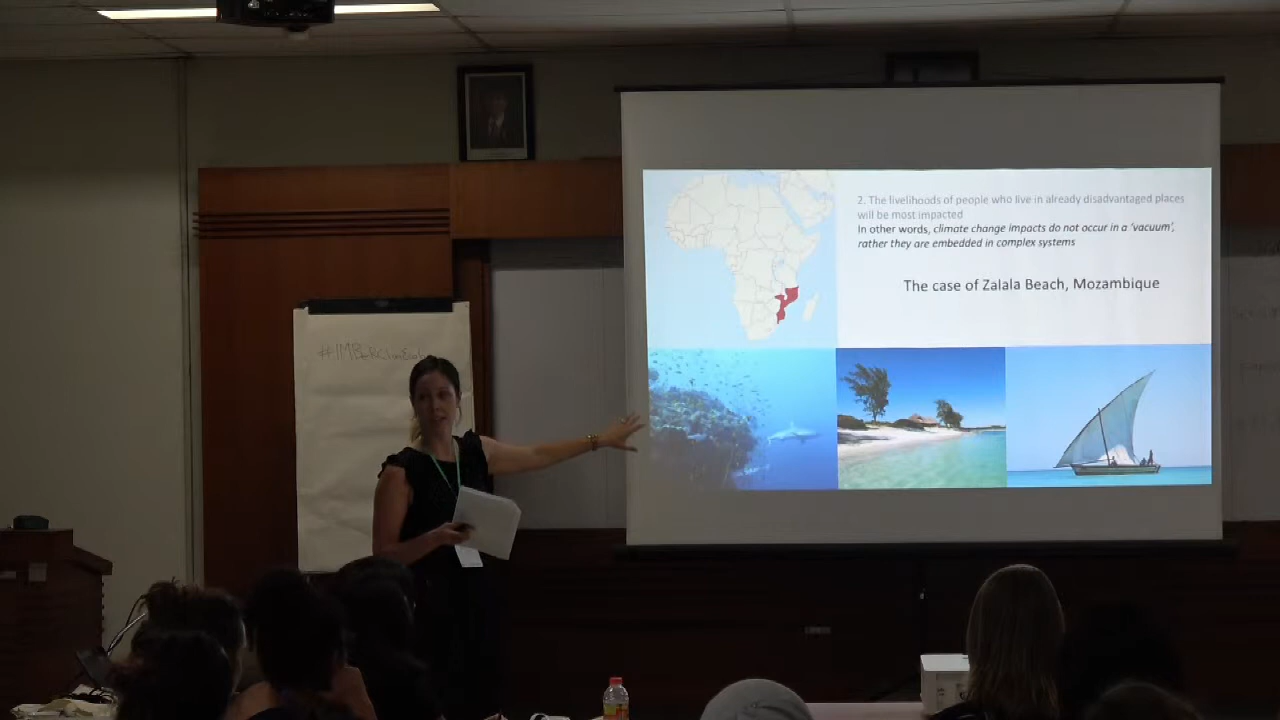 2. The livelihoods of people who live in already disadvantaged places
will be most impacted
In other words, climate change impacts do not occur in a 'vacuum',
rather they are embedded in complex systems
The case of Zalala Beach, Mozambique